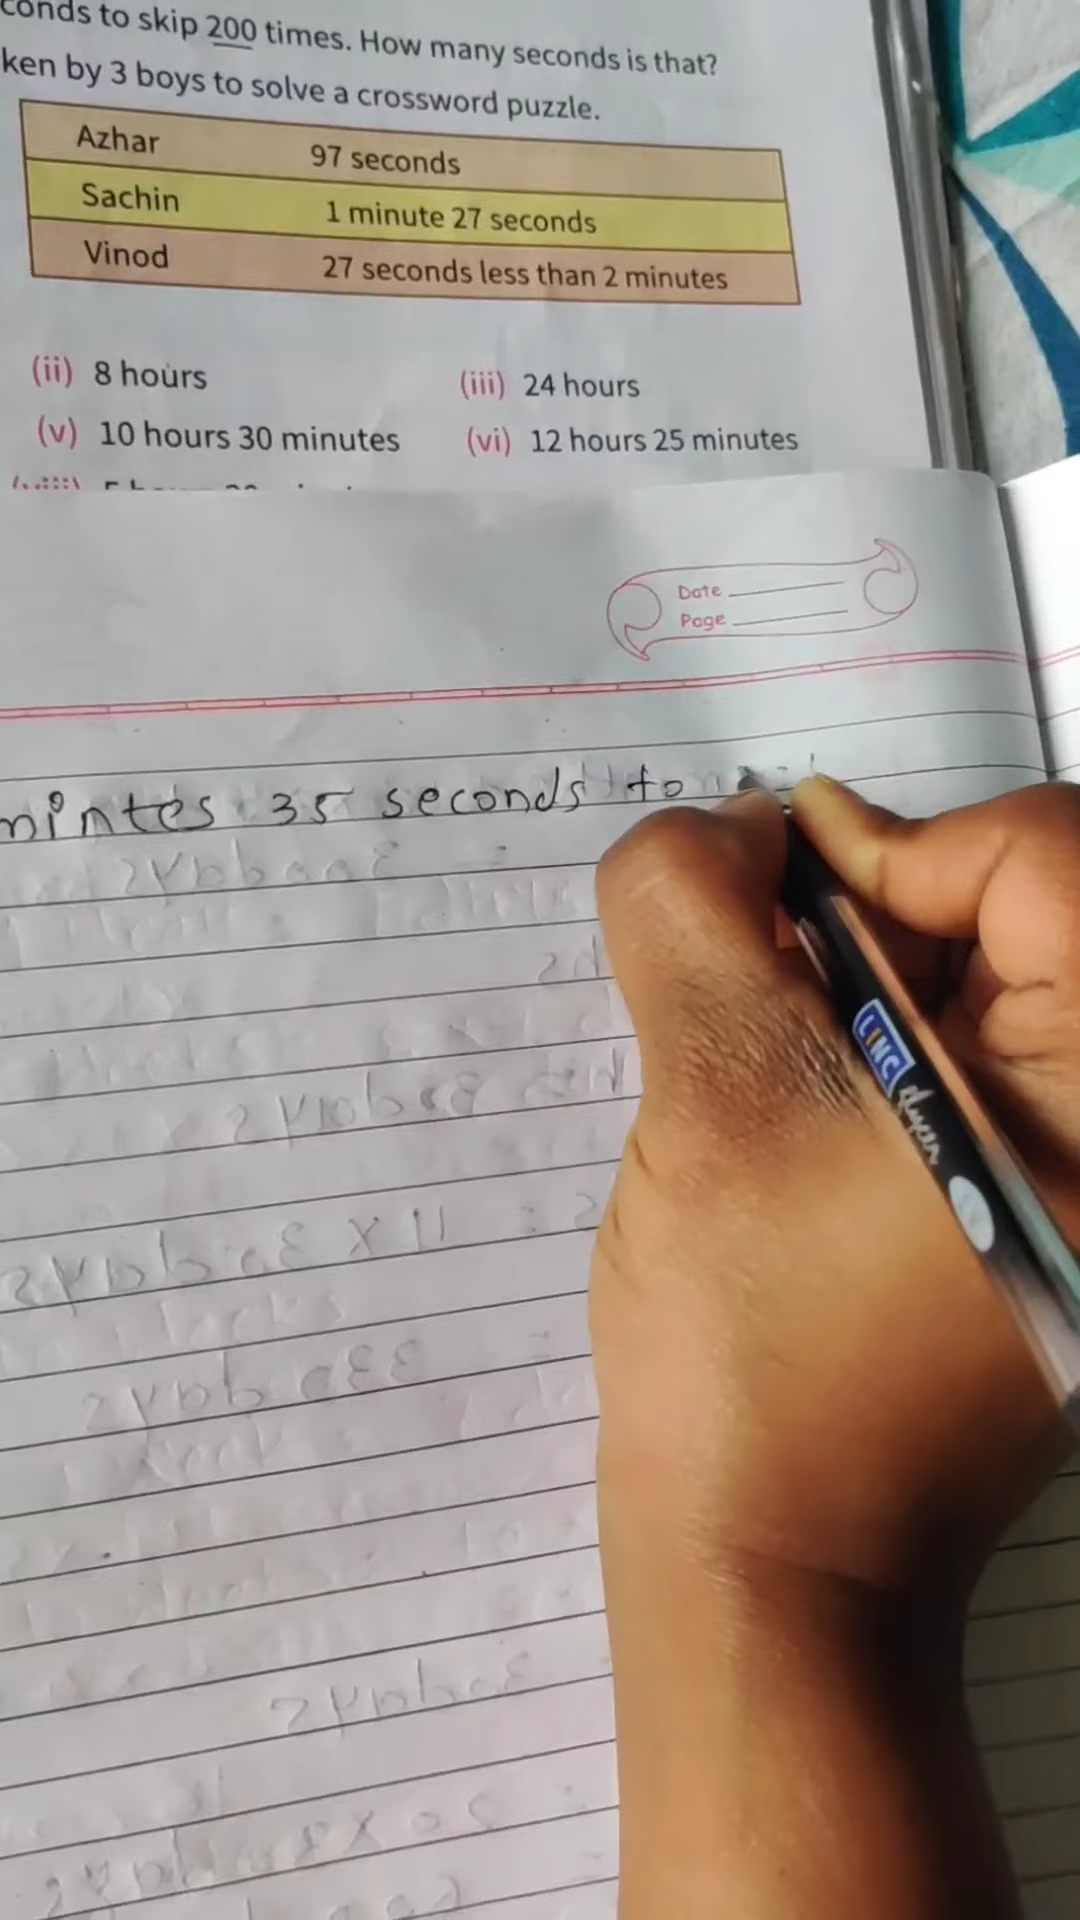 conds to skip 200 times. How many seconds is that?
ken by 3 boys to solve a crossword puzzle.
Azhar 97 seconds
Sachin 1 minute 27 seconds
Vinod 27 seconds less than 2 minutes
(ii) 8 hours (iii) 24 hours
(v) 10 hours 30 minutes (vi) 12 hours 25 minutes
Date
Page
nintes 35 seconds to
LINC